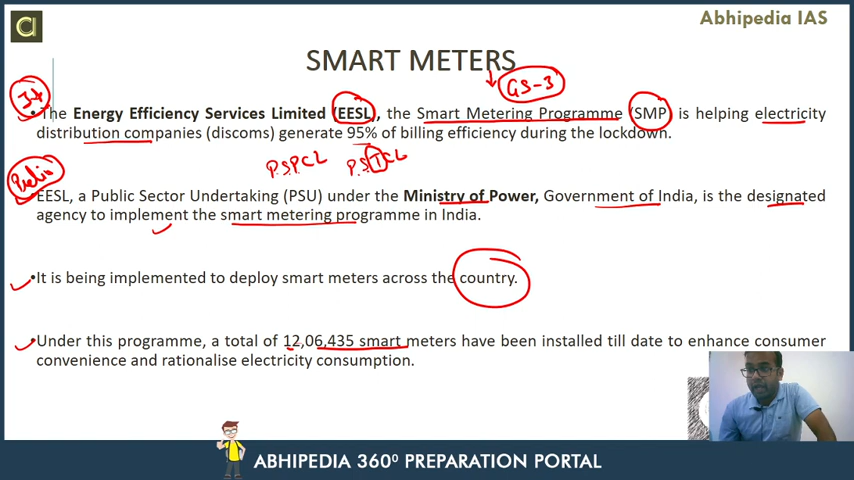 Abhipedia IAS
SMART METERS
GS-3
•The Energy Efficiency Services Limited (EESL), the Smart Metering Programme (SMP) is helping electricity
distribution companies (discoms) generate 95% of billing efficiency during the lockdown.
P.S.P.C.L P.S.T.C.L
•EESL, a Public Sector Undertaking (PSU) under the Ministry of Power, Government of India, is the designated
agency to implement the smart metering programme in India.
•It is being implemented to deploy smart meters across the country.
•Under this programme, a total of 12,06,435 smart meters have been installed till date to enhance consumer
convenience and rationalise electricity consumption.
ABHIPEDIA 360⁰ PREPARATION PORTAL